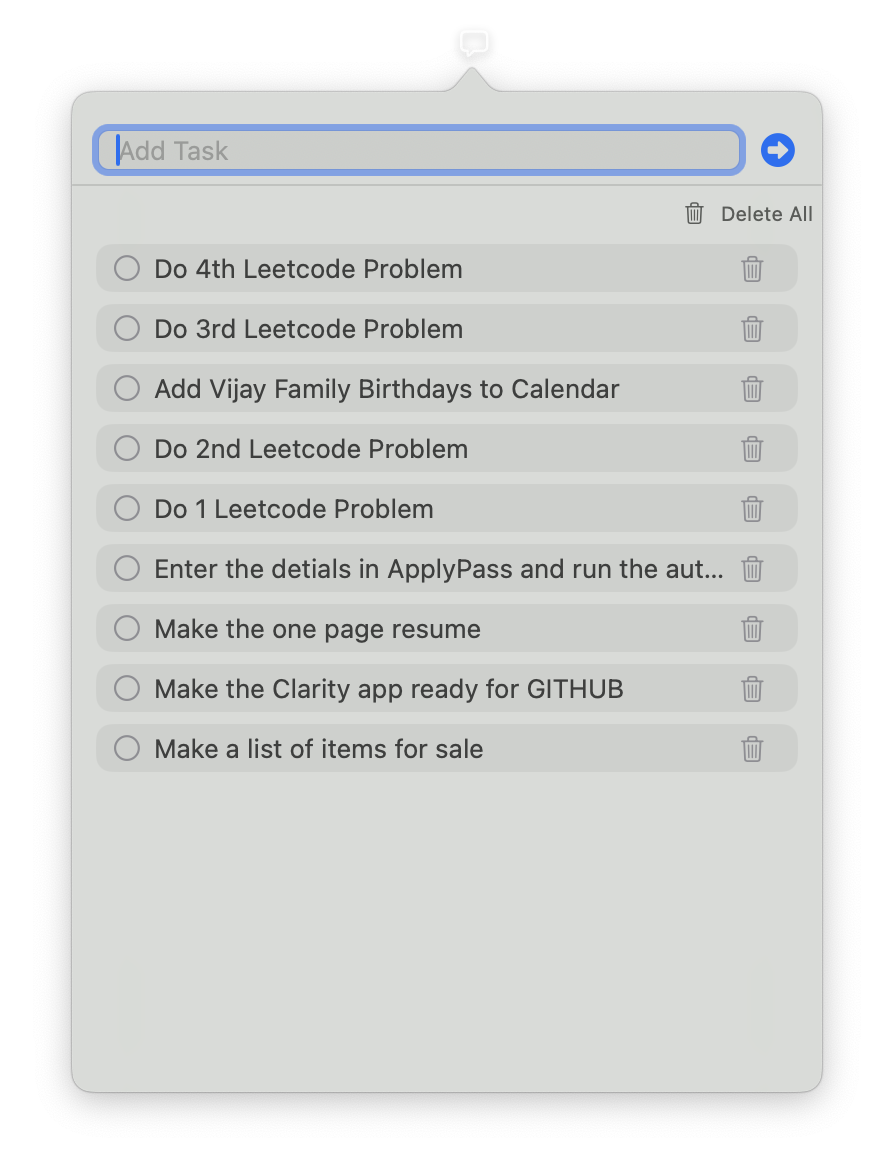 Add Task
Delete All
Do 4th Leetcode Problem
Do 3rd Leetcode Problem
Add Vijay Family Birthdays to Calendar
Do 2nd Leetcode Problem
Do 1 Leetcode Problem
Enter the detials in ApplyPass and run the aut...
Make the one page resume
Make the Clarity app ready for GITHUB
Make a list of items for sale